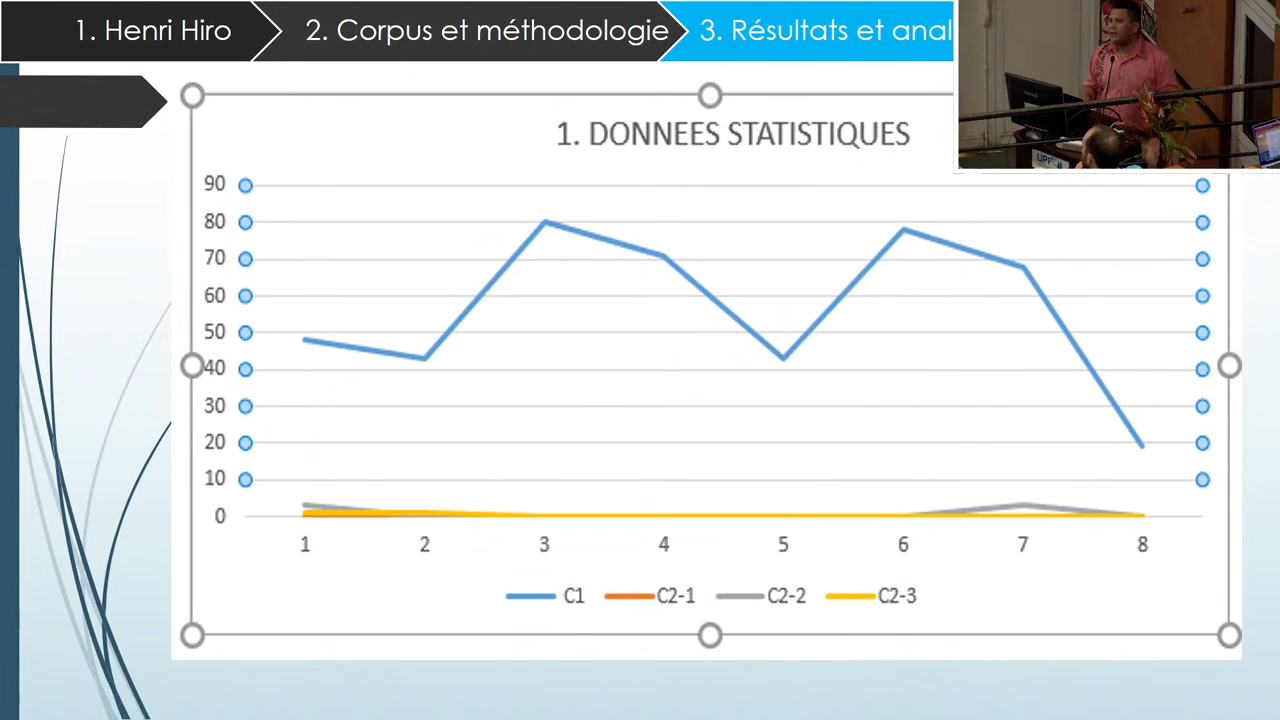 1. Henri Hiro
2. Corpus et méthodologie
3. Résultats et anal
1. DONNEES STATISTIQUES
90
80
70
60
50
40
30
20
10
0
1 2 3 4 5 6 7 8
C1 C2-1 C2-2 C2-3
UPF